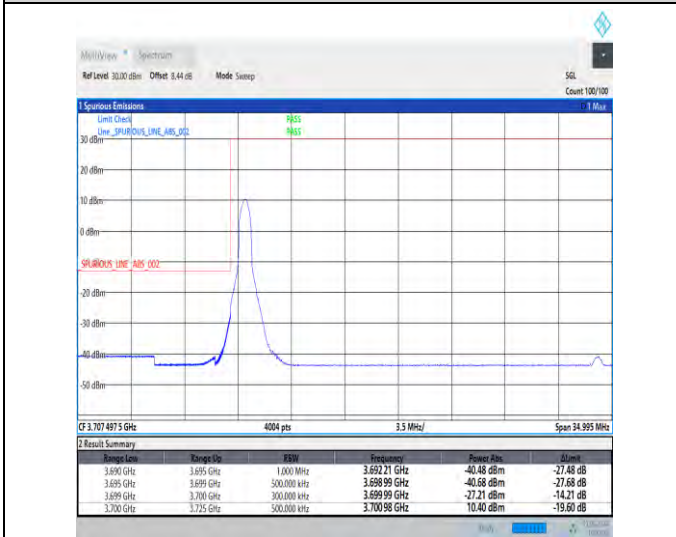 MultiView Spectrum
Ref Level 30.00 dBm Offset 8.44 dB Mode Sweep SGL
Count 100/100
1 Spurious Emissions 1 Max
Limit Check PASS
Line _SPURIOUS_LINE_ABS_002 PASS
30 dBm
20 dBm
10 dBm
0 dBm
_SPURIOUS_LINE_ABS_002
-20 dBm
-30 dBm
-40 dBm
-50 dBm
CF 3.707 497 5 GHz 4004 pts 3.5 MHz/ Span 34.995 MHz
2 Result Summary
Range Low Range Up RBW Frequency Power Abs ΔLimit
3.690 GHz 3.695 GHz 1.000 MHz 3.692 21 GHz -40.48 dBm -27.48 dB
3.695 GHz 3.699 GHz 500.000 kHz 3.698 99 GHz -40.68 dBm -27.68 dB
3.699 GHz 3.700 GHz 300.000 kHz 3.699 99 GHz -27.21 dBm -14.21 dB
3.700 GHz 3.725 GHz 500.000 kHz 3.700 98 GHz 10.40 dBm -19.60 dB